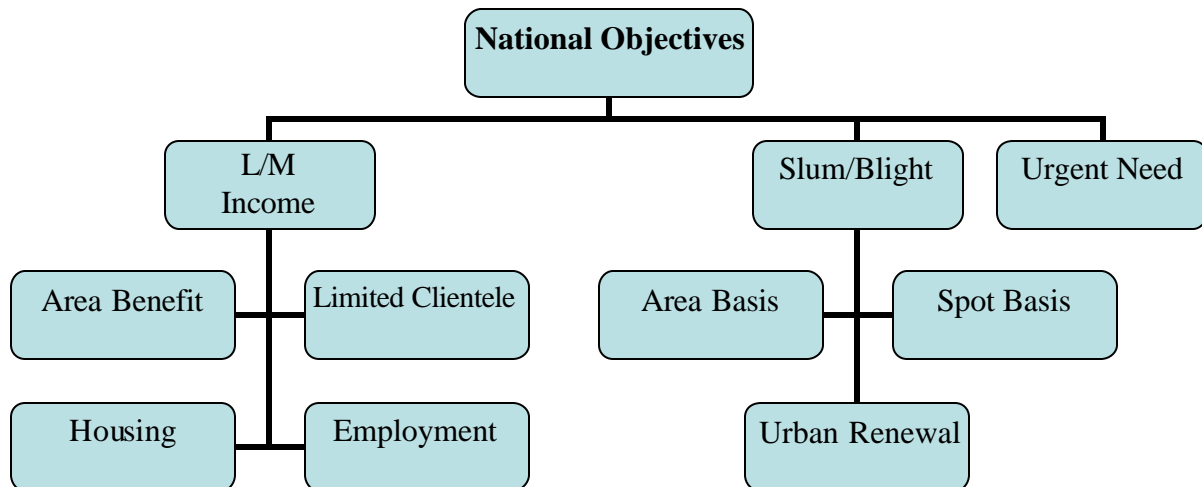 National Objectives
L/M
Income
Slum/Blight
Urgent Need
Area Benefit
Limited Clientele
Area Basis
Spot Basis
Housing
Employment
Urban Renewal